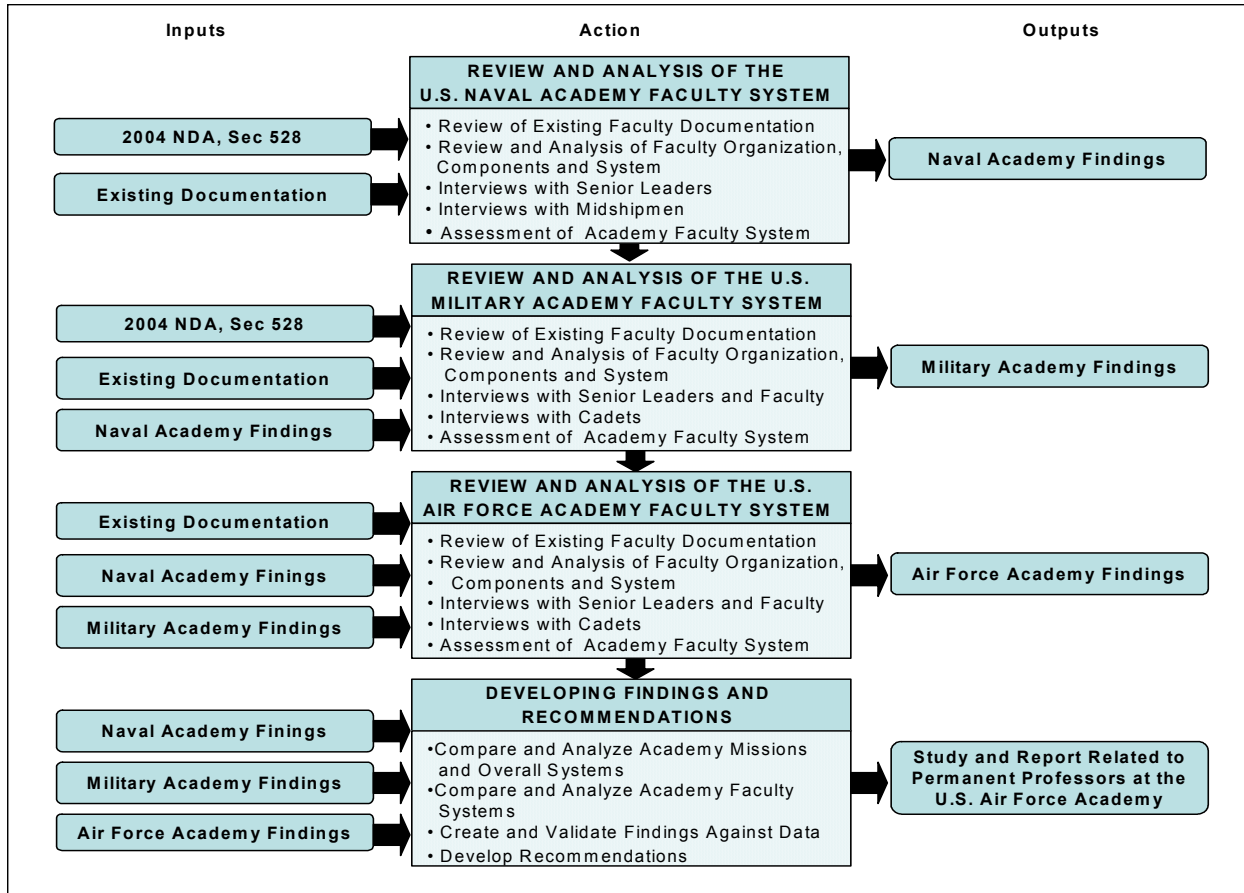 Inputs
Action
Outputs
REVIEW AND ANALYSIS OF THE
U.S. NAVAL ACADEMY FACULTY SYSTEM
2004 NDA, Sec 528
Existing Documentation
• Review of Existing Faculty Documentation
• Review and Analysis of Faculty Organization,
Components and System
• Interviews with Senior Leaders
• Interviews with Midshipmen
• Assessment of Academy Faculty System
Naval Academy Findings
REVIEW AND ANALYSIS OF THE U.S.
MILITARY ACADEMY FACULTY SYSTEM
2004 NDA, Sec 528
Existing Documentation
Naval Academy Findings
• Review of Existing Faculty Documentation
• Review and Analysis of Faculty Organization,
Components and System
• Interviews with Senior Leaders and Faculty
• Interviews with Cadets
• Assessment of Academy Faculty System
Military Academy Findings
REVIEW AND ANALYSIS OF THE U.S.
AIR FORCE ACADEMY FACULTY SYSTEM
Existing Documentation
Naval Academy Finings
Military Academy Findings
• Review of Existing Faculty Documentation
• Review and Analysis of Faculty Organization,
• Components and System
• Interviews with Senior Leaders and Faculty
• Interviews with Cadets
• Assessment of Academy Faculty System
Air Force Academy Findings
DEVELOPING FINDINGS AND
RECOMMENDATIONS
Naval Academy Finings
Military Academy Findings
Air Force Academy Findings
•Compare and Analyze Academy Missions
and Overall Systems
•Compare and Analyze Academy Faculty
Systems
• Create and Validate Findings Against Data
• Develop Recommendations
Study and Report Related to
Permanent Professors at the
U.S. Air Force Academy